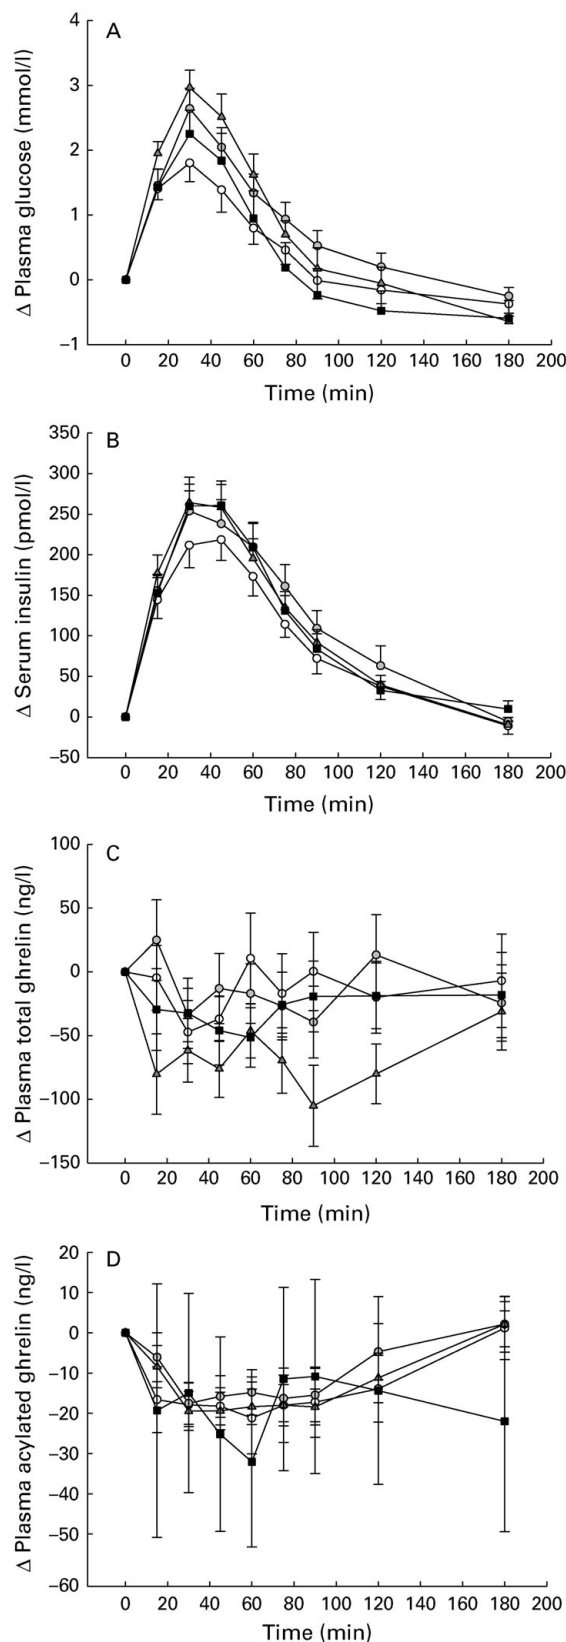 A
Δ Plasma glucose (mmol/l)
4
3
2
1
0
−1
0 20 40 60 80 100 120 140 160 180 200
Time (min)
B
Δ Serum insulin (pmol/l)
350
300
250
200
150
100
50
0
−50
0 20 40 60 80 100 120 140 160 180 200
Time (min)
C
Δ Plasma total ghrelin (ng/l)
100
50
0
−50
−100
−150
0 20 40 60 80 100 120 140 160 180 200
Time (min)
D
Δ Plasma acylated ghrelin (ng/l)
20
10
0
−10
−20
−30
−40
−50
−60
0 20 40 60 80 100 120 140 160 180 200
Time (min)